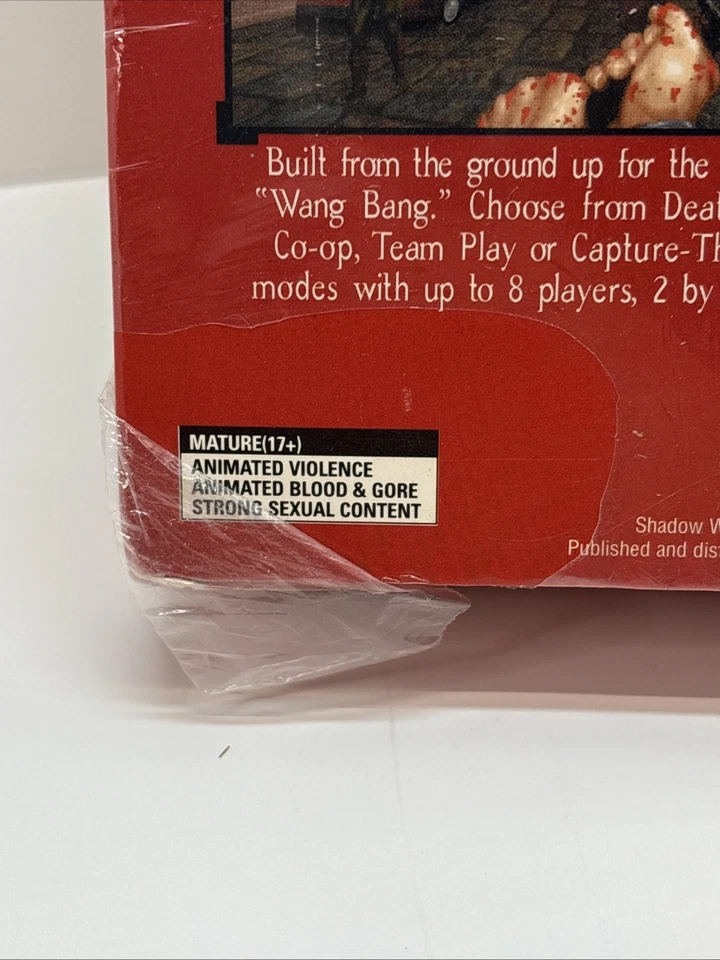 Built from the ground up for the
“Wang Bang.” Choose from Deat
Co-op, Team Play or Capture-Th
modes with up to 8 players, 2 by
MATURE(17+)
ANIMATED VIOLENCE
ANIMATED BLOOD & GORE
STRONG SEXUAL CONTENT
Shadow W
Published and dist